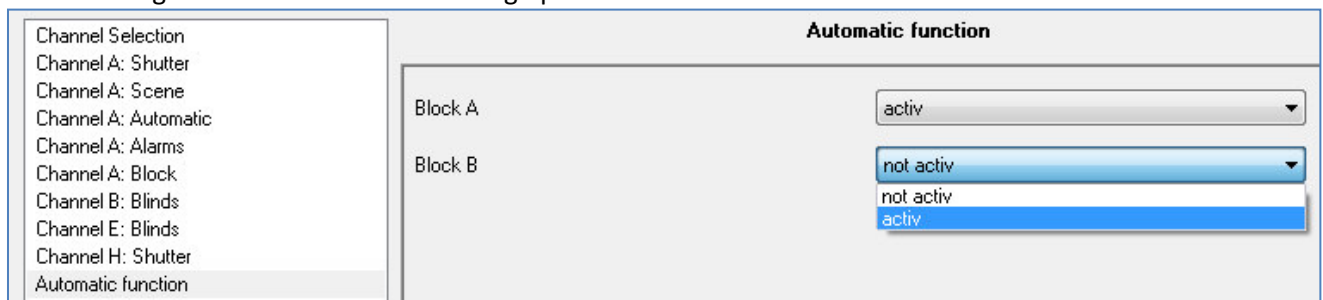 Channel Selection
Channel A: Shutter
Channel A: Scene
Channel A: Automatic
Channel A: Alarms
Channel A: Block
Channel B: Blinds
Channel E: Blinds
Channel H: Shutter
Automatic function
Automatic function
Block A
activ
Block B
not activ
not activ
activ